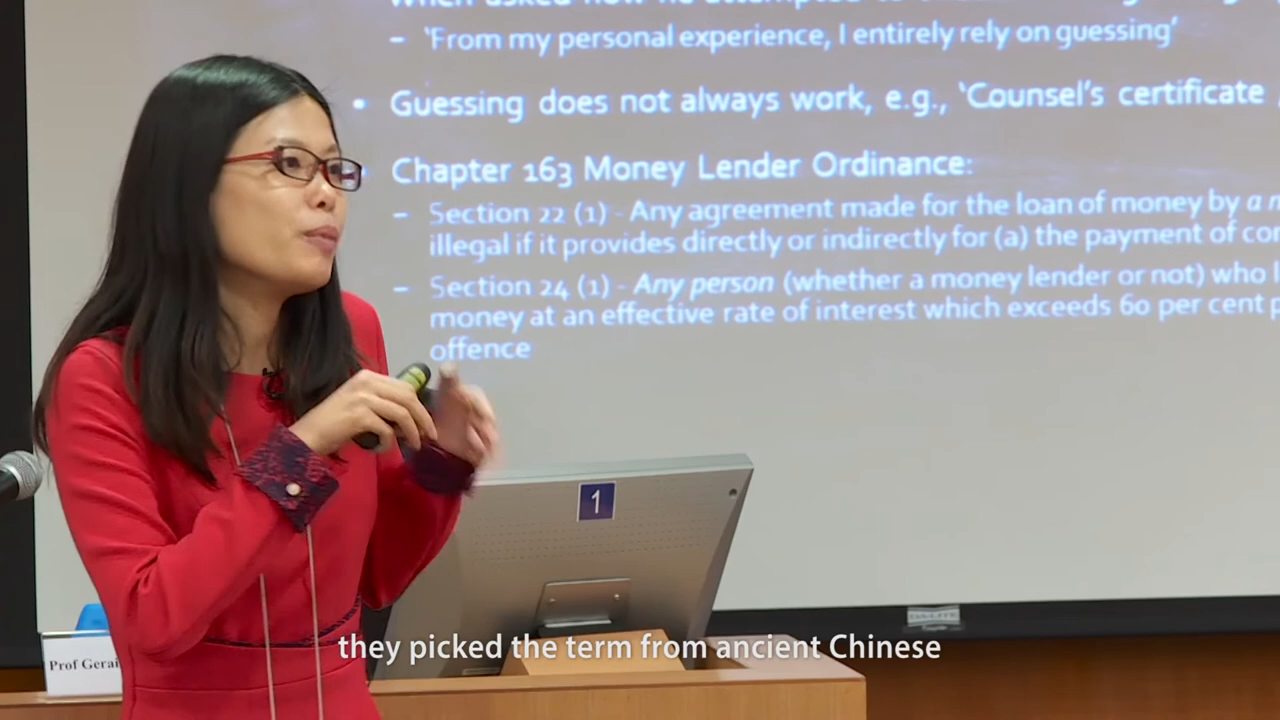 - 'From my personal experience, I entirely rely on guessing'
• Guessing does not always work, e.g., 'Counsel's certificate
Chapter 163 Money Lender Ordinance:
- Section 22 (1) - Any agreement made for the loan of money by a
illegal if it provides directly or indirectly for (a) the payment of
- Section 24 (1) - Any person (whether a money lender or not) who
money at an effective rate of interest which exceeds 60 per cent
offence
1
Prof
they picked the term from ancient Chinese